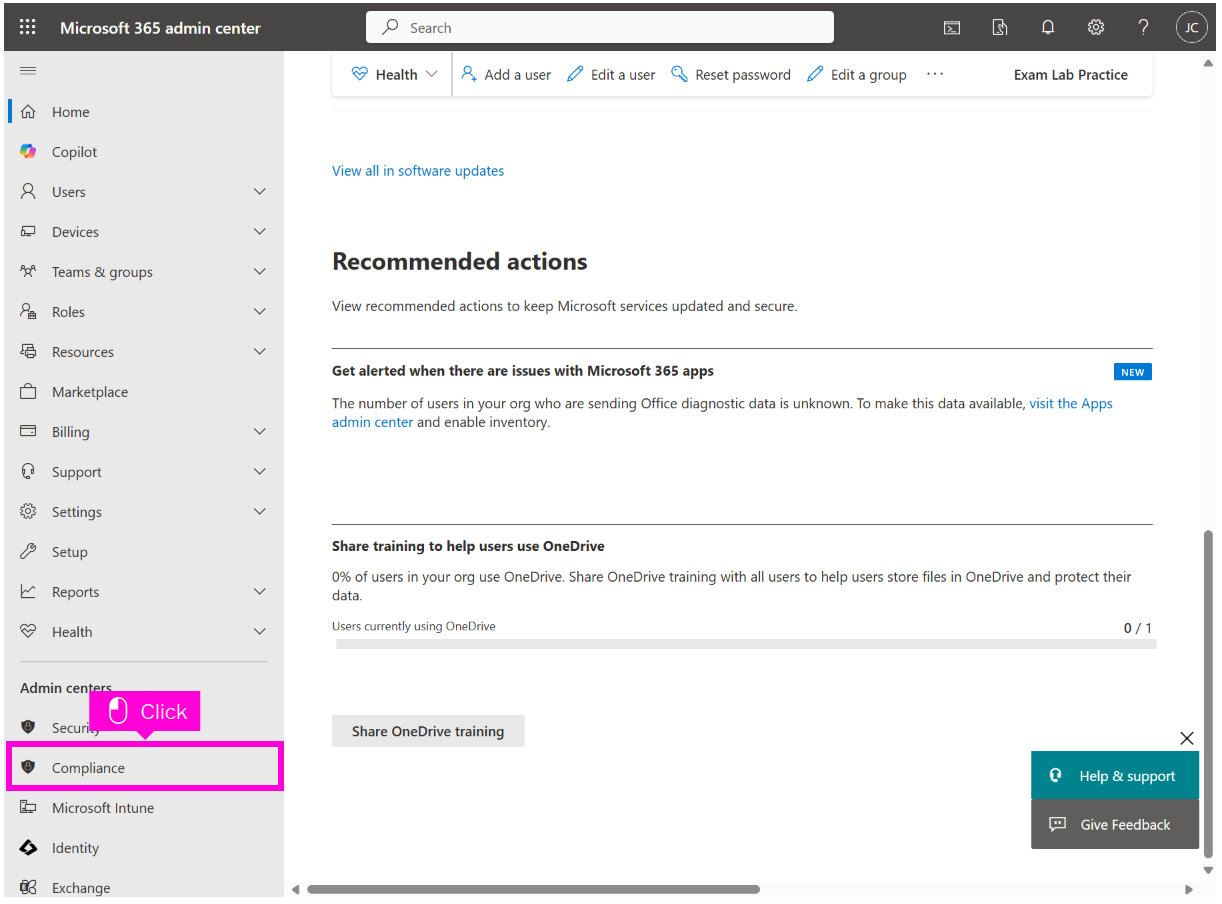 Microsoft 365 admin center
Search
JC
Health
Add a user
Edit a user
Reset password
Edit a group
Exam Lab Practice
Home
Copilot
Users
Devices
Teams & groups
Roles
Resources
Marketplace
Billing
Support
Settings
Setup
Reports
Health
Admin centers
Security
Click
Compliance
Microsoft Intune
Identity
Exchange
View all in software updates
Recommended actions
View recommended actions to keep Microsoft services updated and secure.
Get alerted when there are issues with Microsoft 365 apps
NEW
The number of users in your org who are sending Office diagnostic data is unknown. To make this data available, visit the Apps
admin center and enable inventory.
Share training to help users use OneDrive
0% of users in your org use OneDrive. Share OneDrive training with all users to help users store files in OneDrive and protect their
data.
Users currently using OneDrive
0 / 1
Share OneDrive training
Help & support
Give Feedback